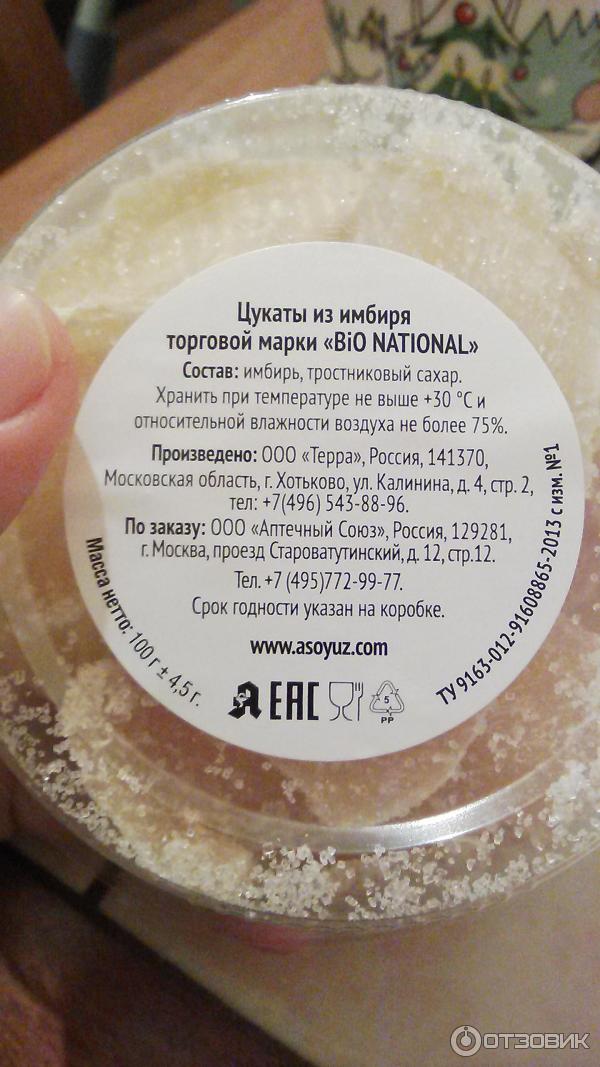 Цукаты из имбиря
торговой марки «BiO NATIONAL»
Состав: имбирь, тростниковый сахар.
Хранить при температуре не выше +30 °С и
относительной влажности воздуха не более 75%.
Произведено: ООО «Терра», Россия, 141370,
Московская область, г. Хотьково, ул. Калинина, д. 4, стр. 2,
тел: +7(496) 543-88-96.
По заказу: ООО «Аптечный Союз», Россия, 129281,
г. Москва, проезд Староватутинский, д. 12, стр.12.
Тел. +7 (495)772-99-77.
Срок годности указан на коробке.
www.asoyuz.com
Масса нетто: 100 г ± 4,5 г.
ТУ 9163-012-91608865-2013 с изм. №1
ЕАС
5
PP
ОТЗОВИК